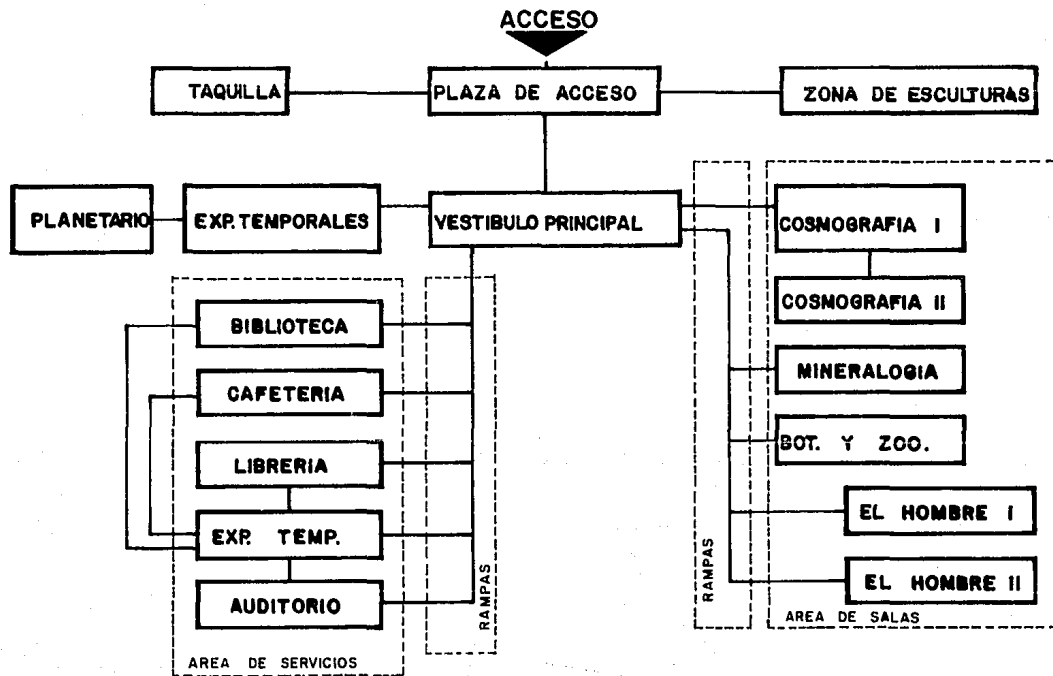 ACCESO
TAQUILLA
PLAZA DE ACCESO
ZONA DE ESCULTURAS
PLANETARIO
EXP. TEMPORALES
VESTIBULO PRINCIPAL
COSMOGRAFIA I
COSMOGRAFIA II
BIBLIOTECA
MINERALOGIA
CAFETERIA
BOT. Y ZOO.
LIBRERIA
EL HOMBRE I
EXP. TEMP.
EL HOMBRE II
AUDITORIO
RAMPAS
RAMPAS
AREA DE SALAS
AREA DE SERVICIOS